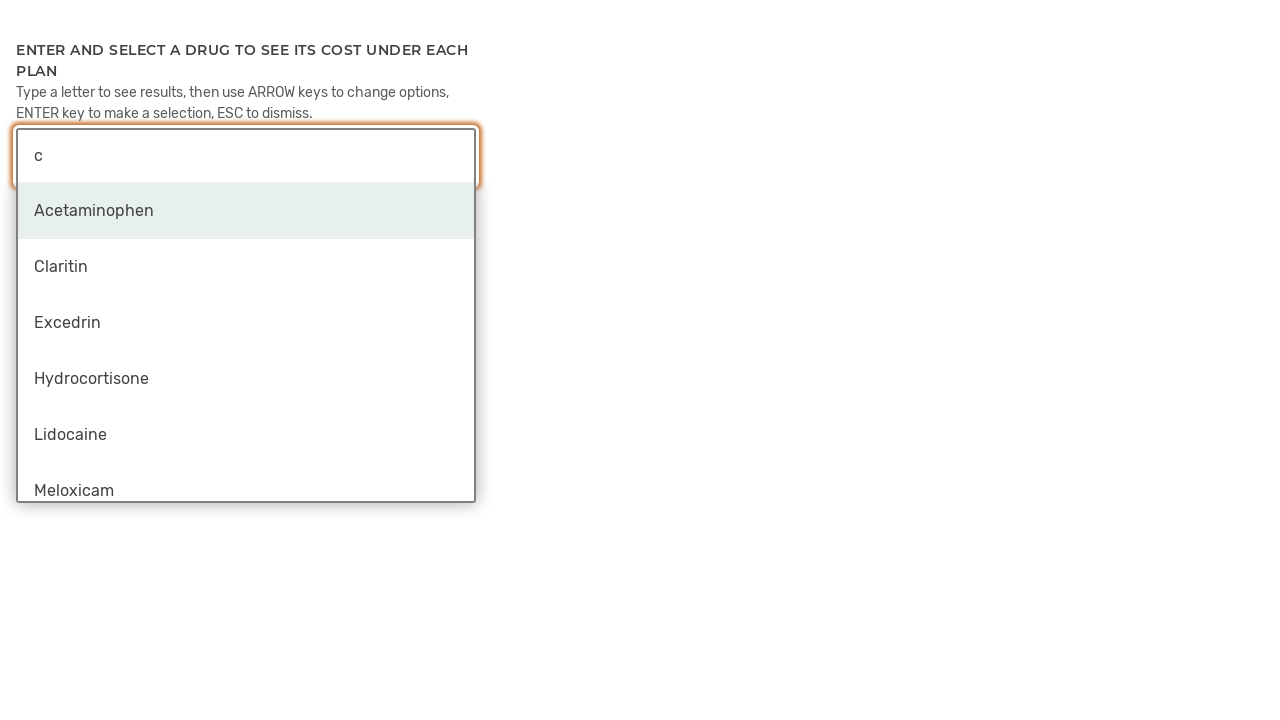 ENTER AND SELECT A DRUG TO SEE ITS COST UNDER EACH
PLAN
Type a letter to see results, then use ARROW keys to change options,
ENTER key to make a selection, ESC to dismiss.
c
Acetaminophen
Claritin
Excedrin
Hydrocortisone
Lidocaine
Meloxicam